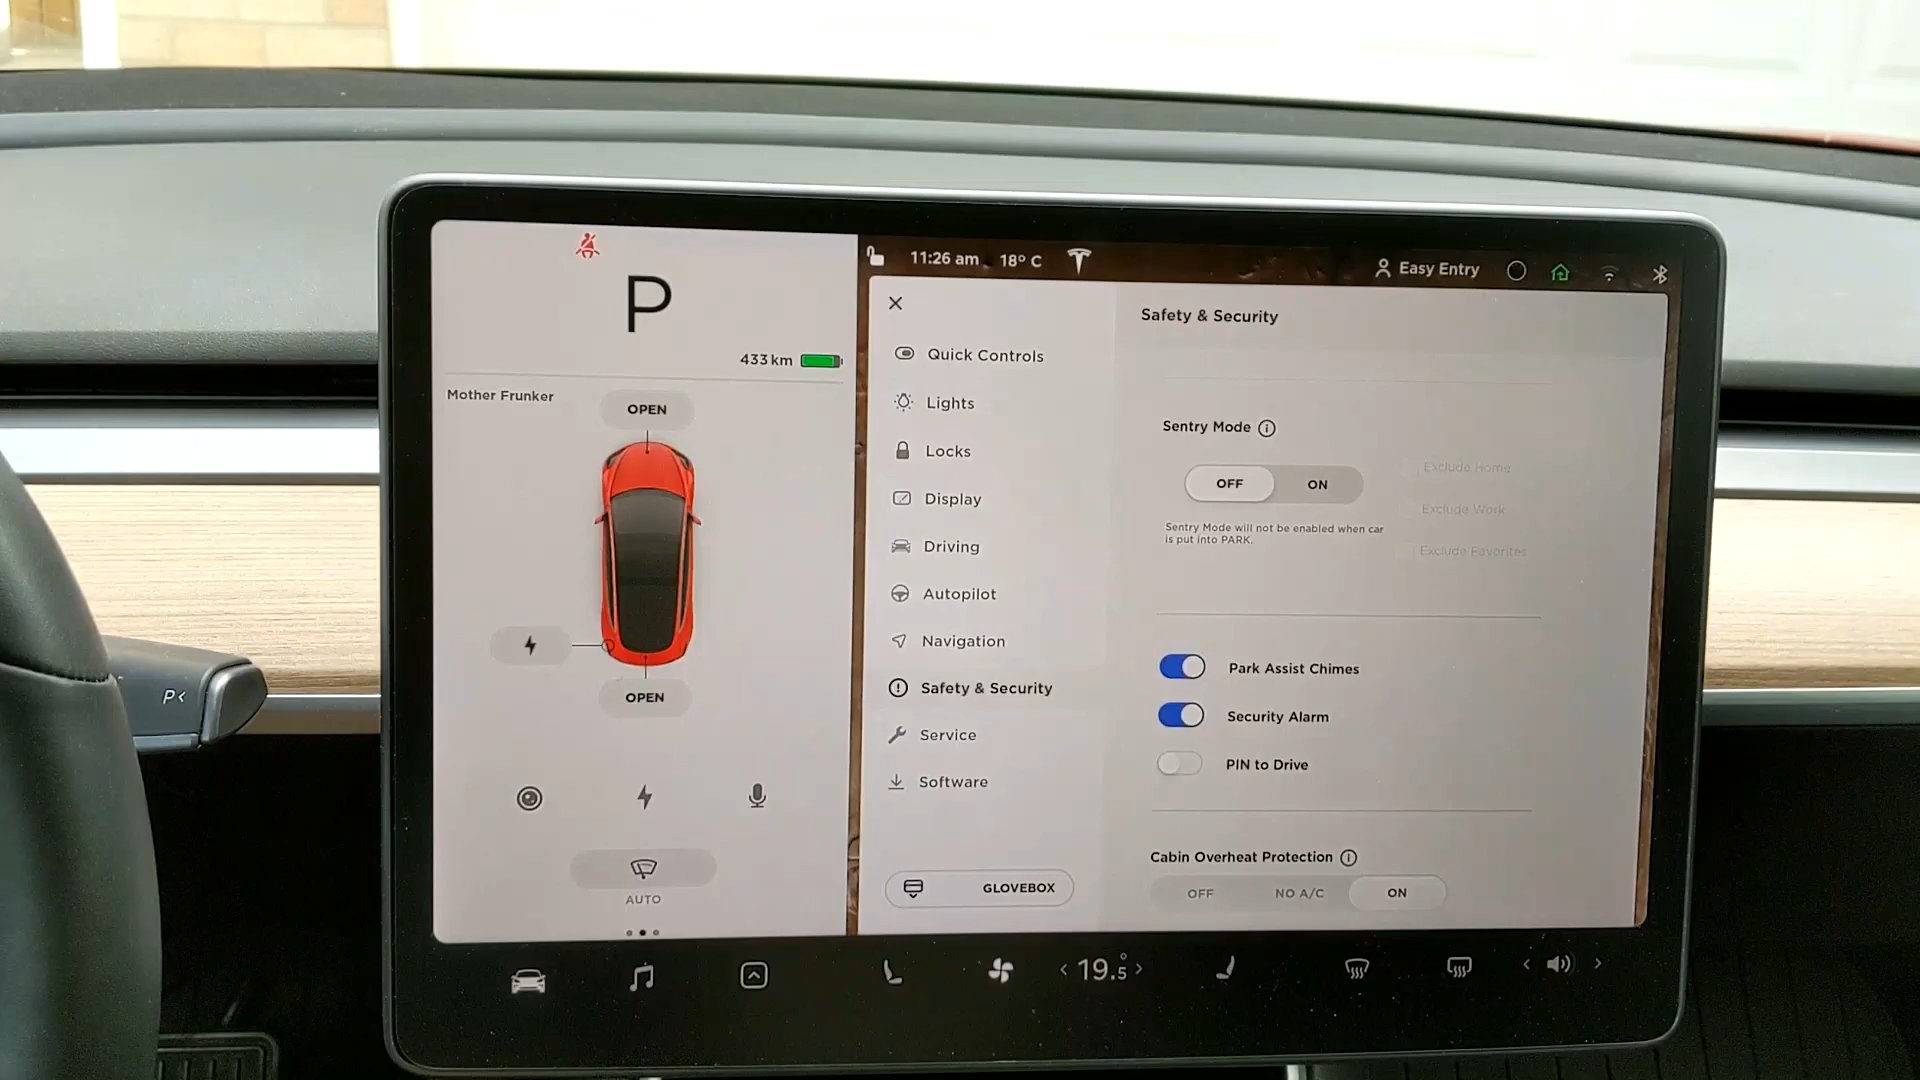 P
433 km
Mother Frunker
OPEN
OPEN
AUTO
11:26 am 18° C
Easy Entry
Quick Controls
Lights
Locks
Display
Driving
Autopilot
Navigation
Safety & Security
Service
Software
GLOVEBOX
Safety & Security
Sentry Mode
OFF ON
Exclude Home
Exclude Work
Exclude Favorites
Sentry Mode will not be enabled when car
is put into PARK.
Park Assist Chimes
Security Alarm
PIN to Drive
Cabin Overheat Protection
OFF NO A/C ON
19.5°
P<